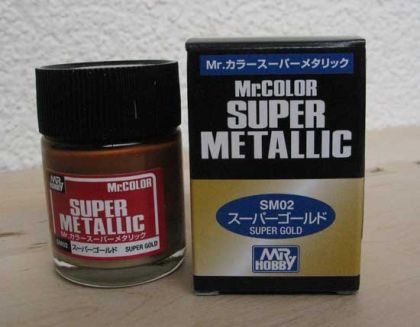 MR
HOBBY
Mr.COLOR
SUPER
METALLIC
Mr.カラースーパーメタリック
SM02 スーパーゴールド SUPER GOLD
Mr.カラースーパーメタリック
Mr.COLOR
SUPER
METALLIC
SM02
スーパーゴールド
SUPER GOLD
MR
HOBBY